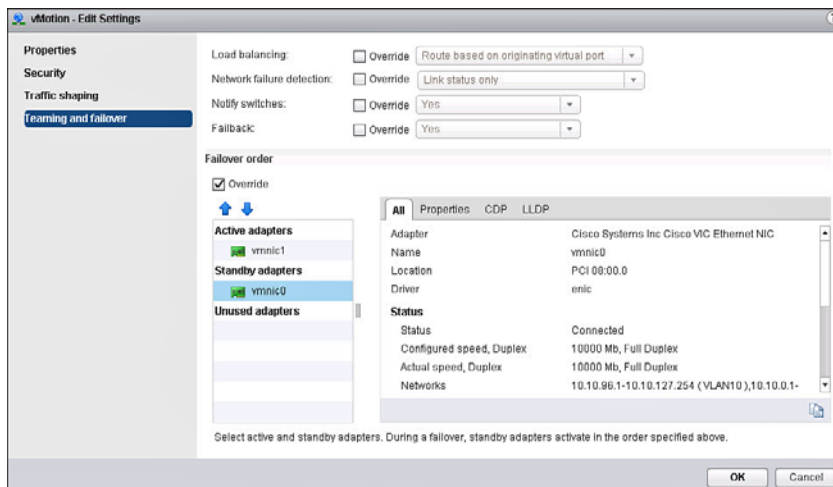 vMotion - Edit Settings
Properties
Security
Traffic shaping
Teaming and failover
Load balancing: Override Route based on originating virtual port
Network failure detection: Override Link status only
Notify switches: Override Yes
Failback: Override Yes
Failover order
Override
Active adapters
vmnic1
Standby adapters
vmnic0
Unused adapters
All Properties CDP LLDP
Adapter Cisco Systems Inc Cisco VIC Ethernet NIC
Name vmnic0
Location PCI 08:00.0
Driver enic
Status
Status Connected
Configured speed, Duplex 10000 Mb, Full Duplex
Actual speed, Duplex 10000 Mb, Full Duplex
Networks 10.10.96.1-10.10.127.254 ( VLAN10 ),10.10.0.1-
Select active and standby adapters. During a failover, standby adapters activate in the order specified above.
OK Cancel